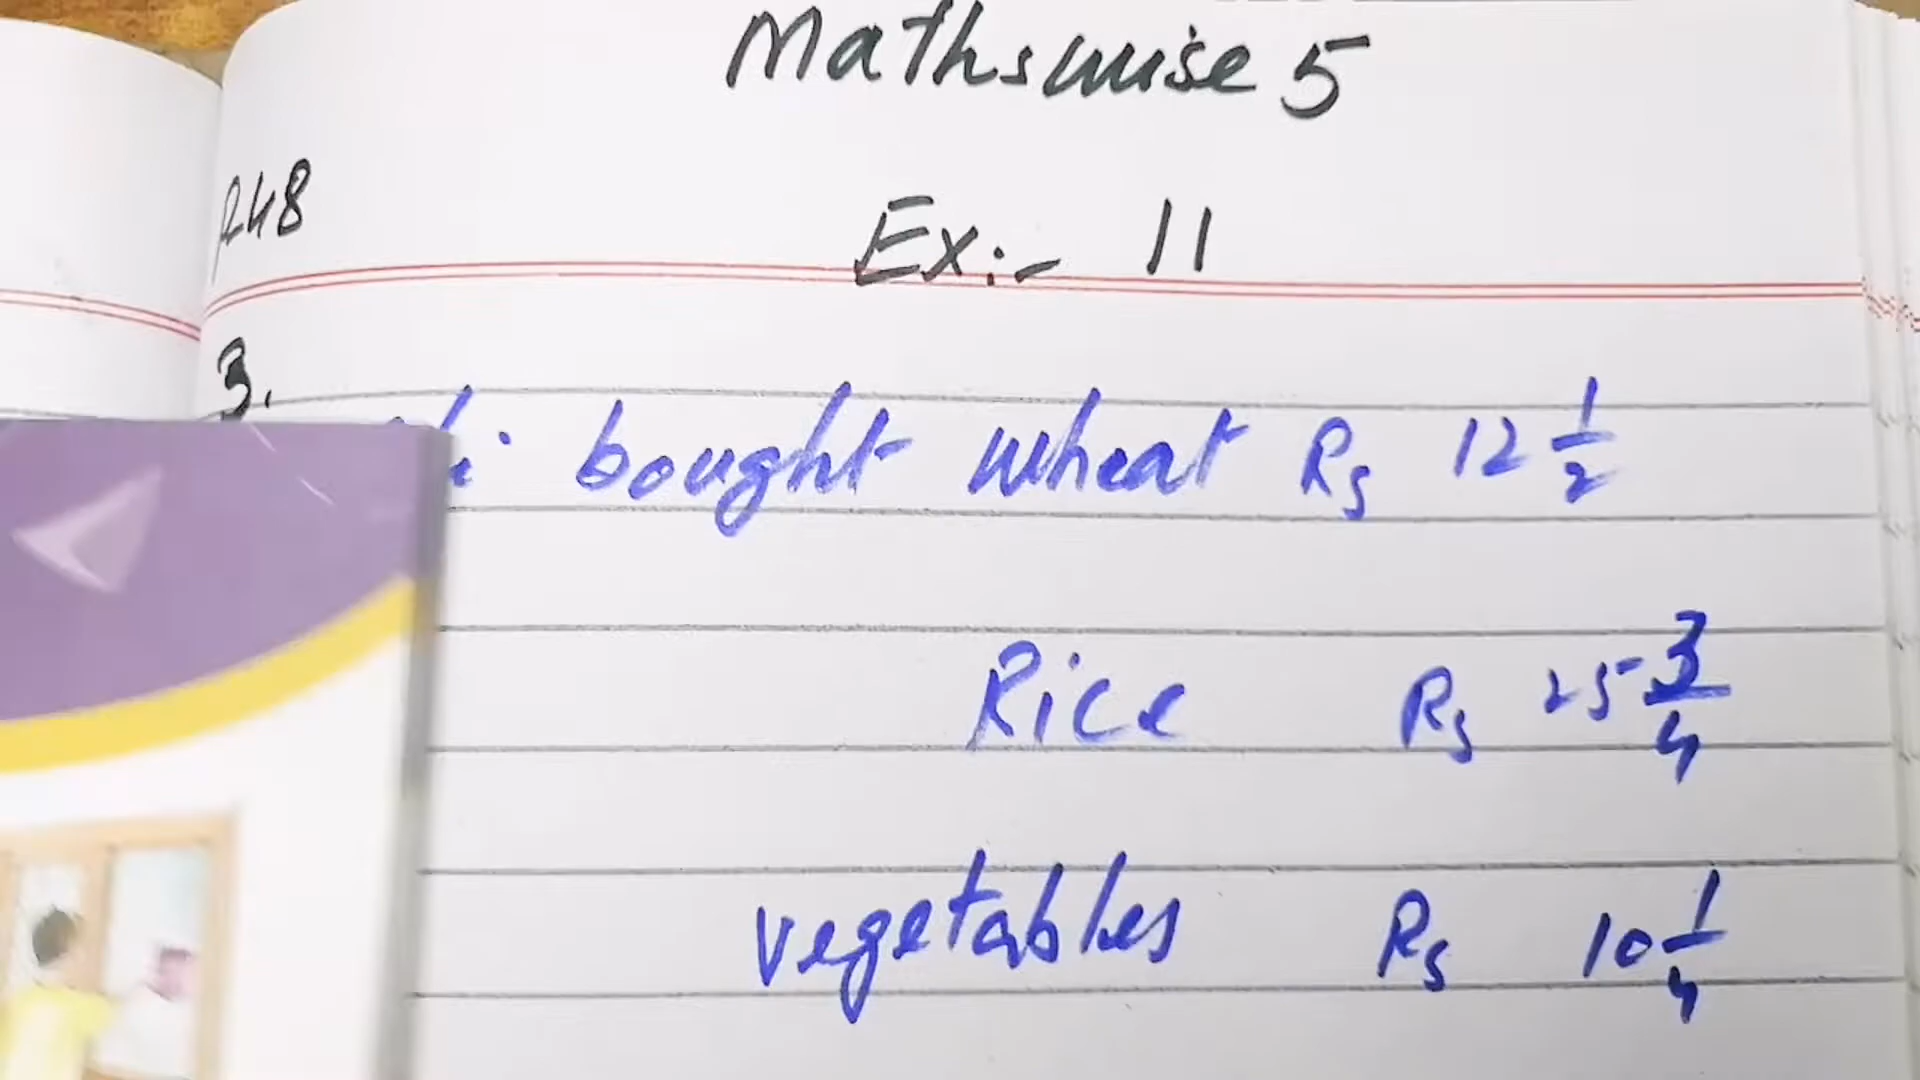 Mathswise 5
P48
Ex:- 11
3.
bought wheat Rs 12 1/2
Rice Rs 25 3/4
vegetables Rs 10 1/4